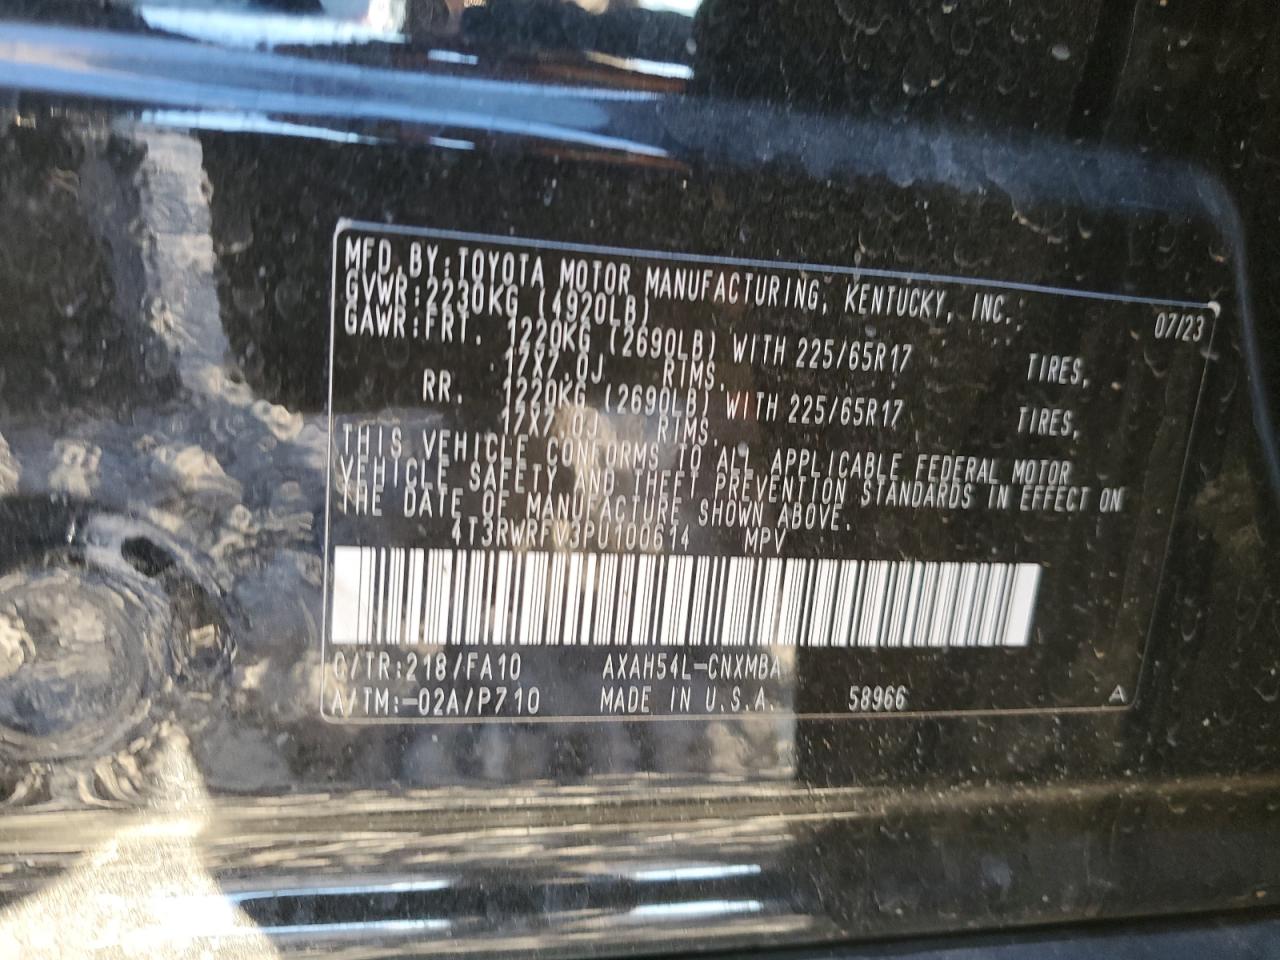 MFD. BY: TOYOTA MOTOR MANUFACTURING, KENTUCKY, INC. 07/23
GVWR: 2230KG (4920LB)
GAWR: FRT. 1220KG (2690LB) WITH 225/65R17 TIRES,
17X7.0J RIMS.
RR. 1220KG (2690LB) WITH 225/65R17 TIRES,
17X7.0J RIMS.
THIS VEHICLE CONFORMS TO ALL APPLICABLE FEDERAL MOTOR
VEHICLE SAFETY AND THEFT PREVENTION STANDARDS IN EFFECT ON
THE DATE OF MANUFACTURE SHOWN ABOVE.
4T3RWRFV3PU100614 MPV
C/TR: 218/FA10 AXAH54L-CNXMBA
A/TM: -02A/P710 MADE IN U.S.A. 58966 A